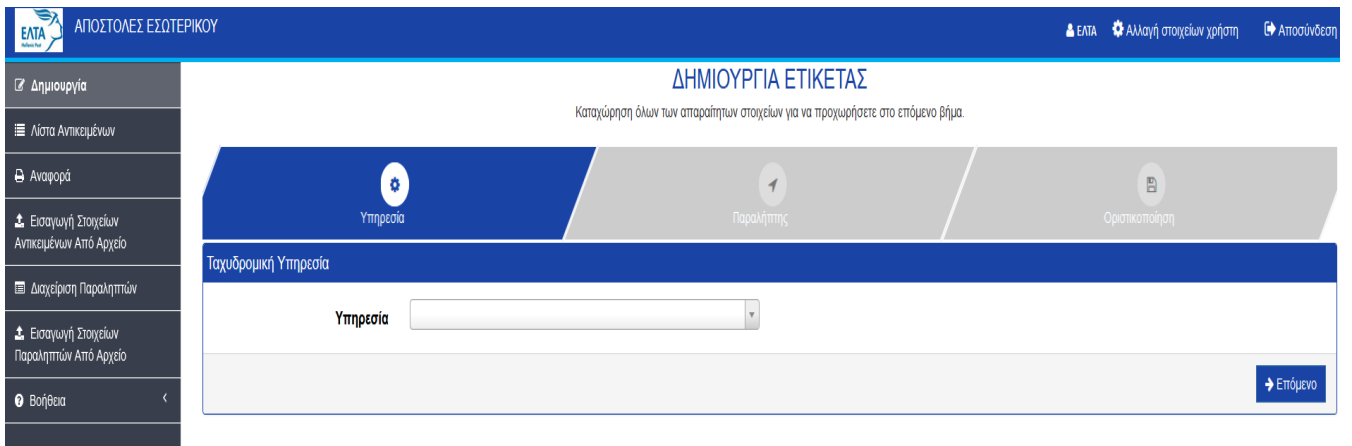 ΕΛΤΑ
Hellenic Post
ΑΠΟΣΤΟΛΕΣ ΕΣΩΤΕΡΙΚΟΥ
ΕΛΤΑ
Αλλαγή στοιχείων χρήστη
Αποσύνδεση
Δημιουργία
Λίστα Αντικειμένων
Αναφορά
Εισαγωγή Στοιχείων
Αντικειμένων Από Αρχείο
Διαχείριση Παραληπτών
Εισαγωγή Στοιχείων
Παραληπτών Από Αρχείο
Βοήθεια
ΔΗΜΙΟΥΡΓΙΑ ΕΤΙΚΕΤΑΣ
Καταχώρηση όλων των απαραίτητων στοιχείων για να προχωρήσετε στο επόμενο βήμα.
Υπηρεσία
Παραλήπτης
Οριστικοποίηση
Ταχυδρομική Υπηρεσία
Υπηρεσία
Επόμενο